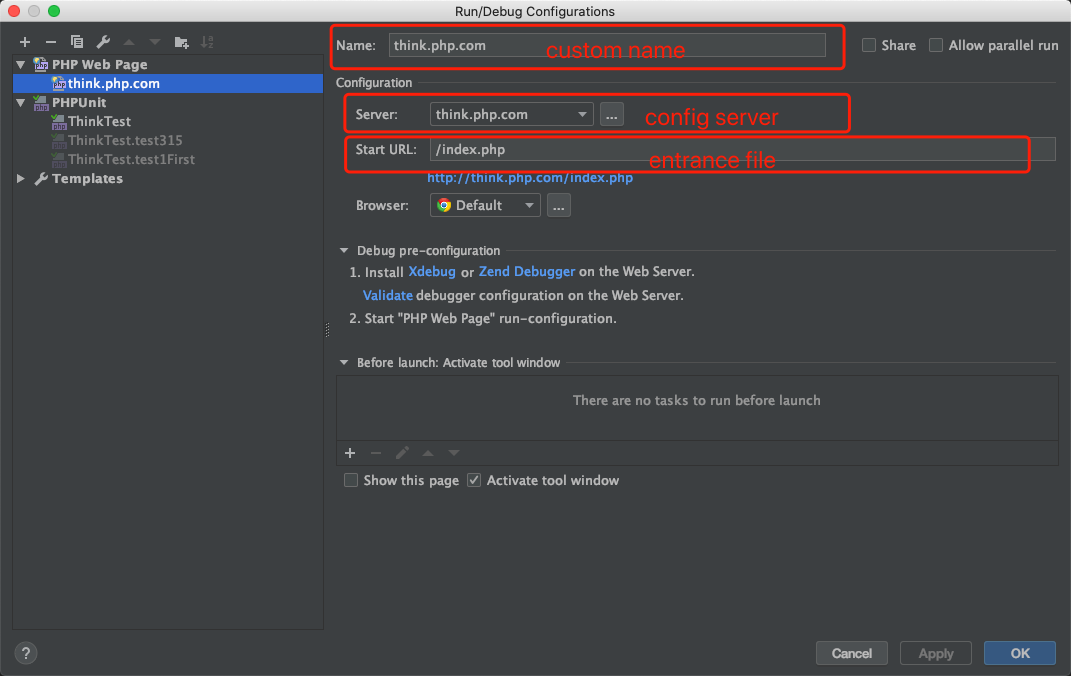 Run/Debug Configurations
Name: think.php.com custom name Share Allow parallel run
PHP Web Page
think.php.com
PHPUnit
ThinkTest
ThinkTest.test315
ThinkTest.test1First
Templates
Configuration
Server: think.php.com ... config server
Start URL: /index.php entrance file
http://think.php.com/index.php
Browser: Default ...
Debug pre-configuration
1. Install Xdebug or Zend Debugger on the Web Server.
Validate debugger configuration on the Web Server.
2. Start "PHP Web Page" run-configuration.
Before launch: Activate tool window
There are no tasks to run before launch
Show this page Activate tool window
? Cancel Apply OK